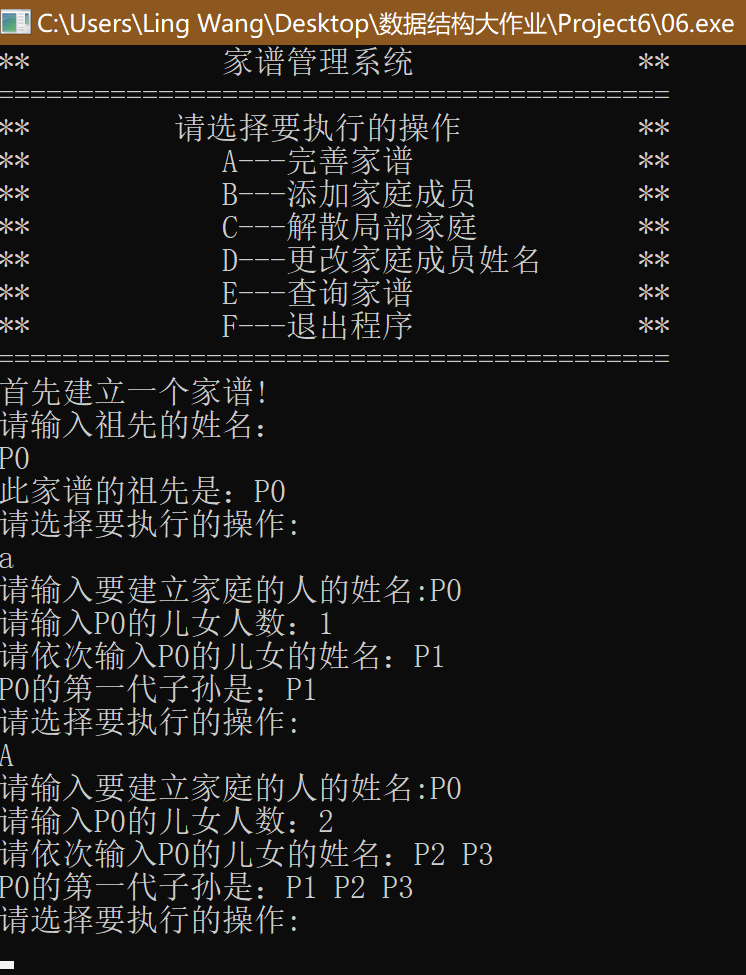 C:\Users\Ling Wang\Desktop\数据结构大作业\Project6\06.exe
** 家谱管理系统 **
==========================================
** 请选择要执行的操作 **
** A---完善家谱 **
** B---添加家庭成员 **
** C---解散局部家庭 **
** D---更改家庭成员姓名 **
** E---查询家谱 **
** F---退出程序 **
==========================================
首先建立一个家谱!
请输入祖先的姓名：
P0
此家谱的祖先是：P0
请选择要执行的操作:
a
请输入要建立家庭的人的姓名:P0
请输入P0的儿女人数：1
请依次输入P0的儿女的姓名：P1
P0的第一代子孙是：P1
请选择要执行的操作:
A
请输入要建立家庭的人的姓名:P0
请输入P0的儿女人数：2
请依次输入P0的儿女的姓名：P2 P3
P0的第一代子孙是：P1 P2 P3
请选择要执行的操作: